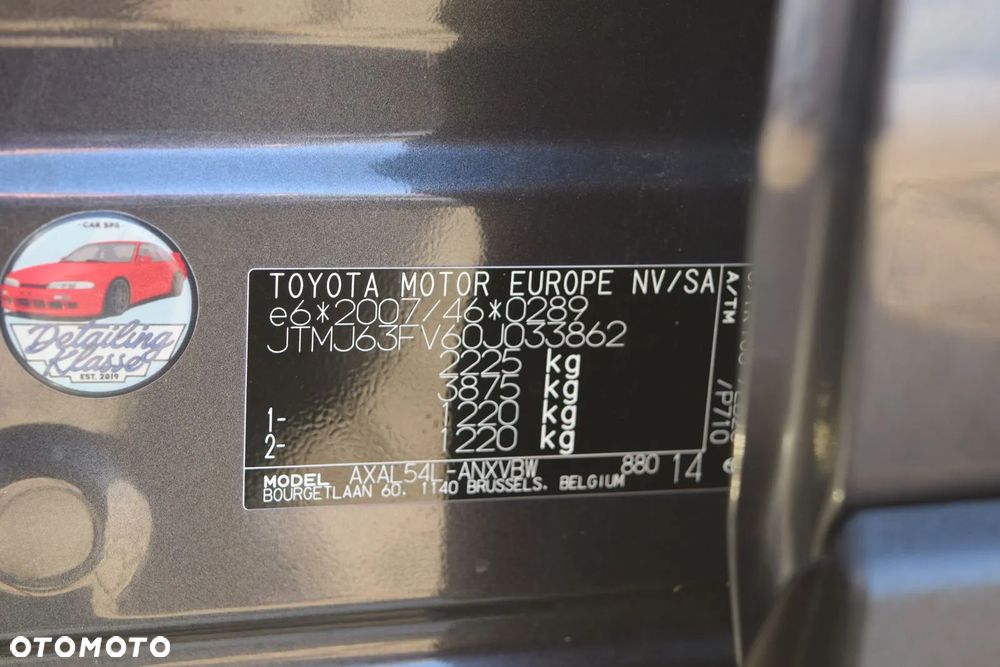 CAR SPA
Detailing
Klasse
EST. 2019
TOYOTA MOTOR EUROPE NV/SA
e6*2007/46*0289
JTMJ63FV60J033862
2225 kg
3875 kg
1- 1220 kg
2- 1220 kg
MODEL AXAL54L-ANXVBW 880 14
BOURGETLAAN 60, 1140 BRUSSELS. BELGIUM
A/TM
/P710
OTOMOTO